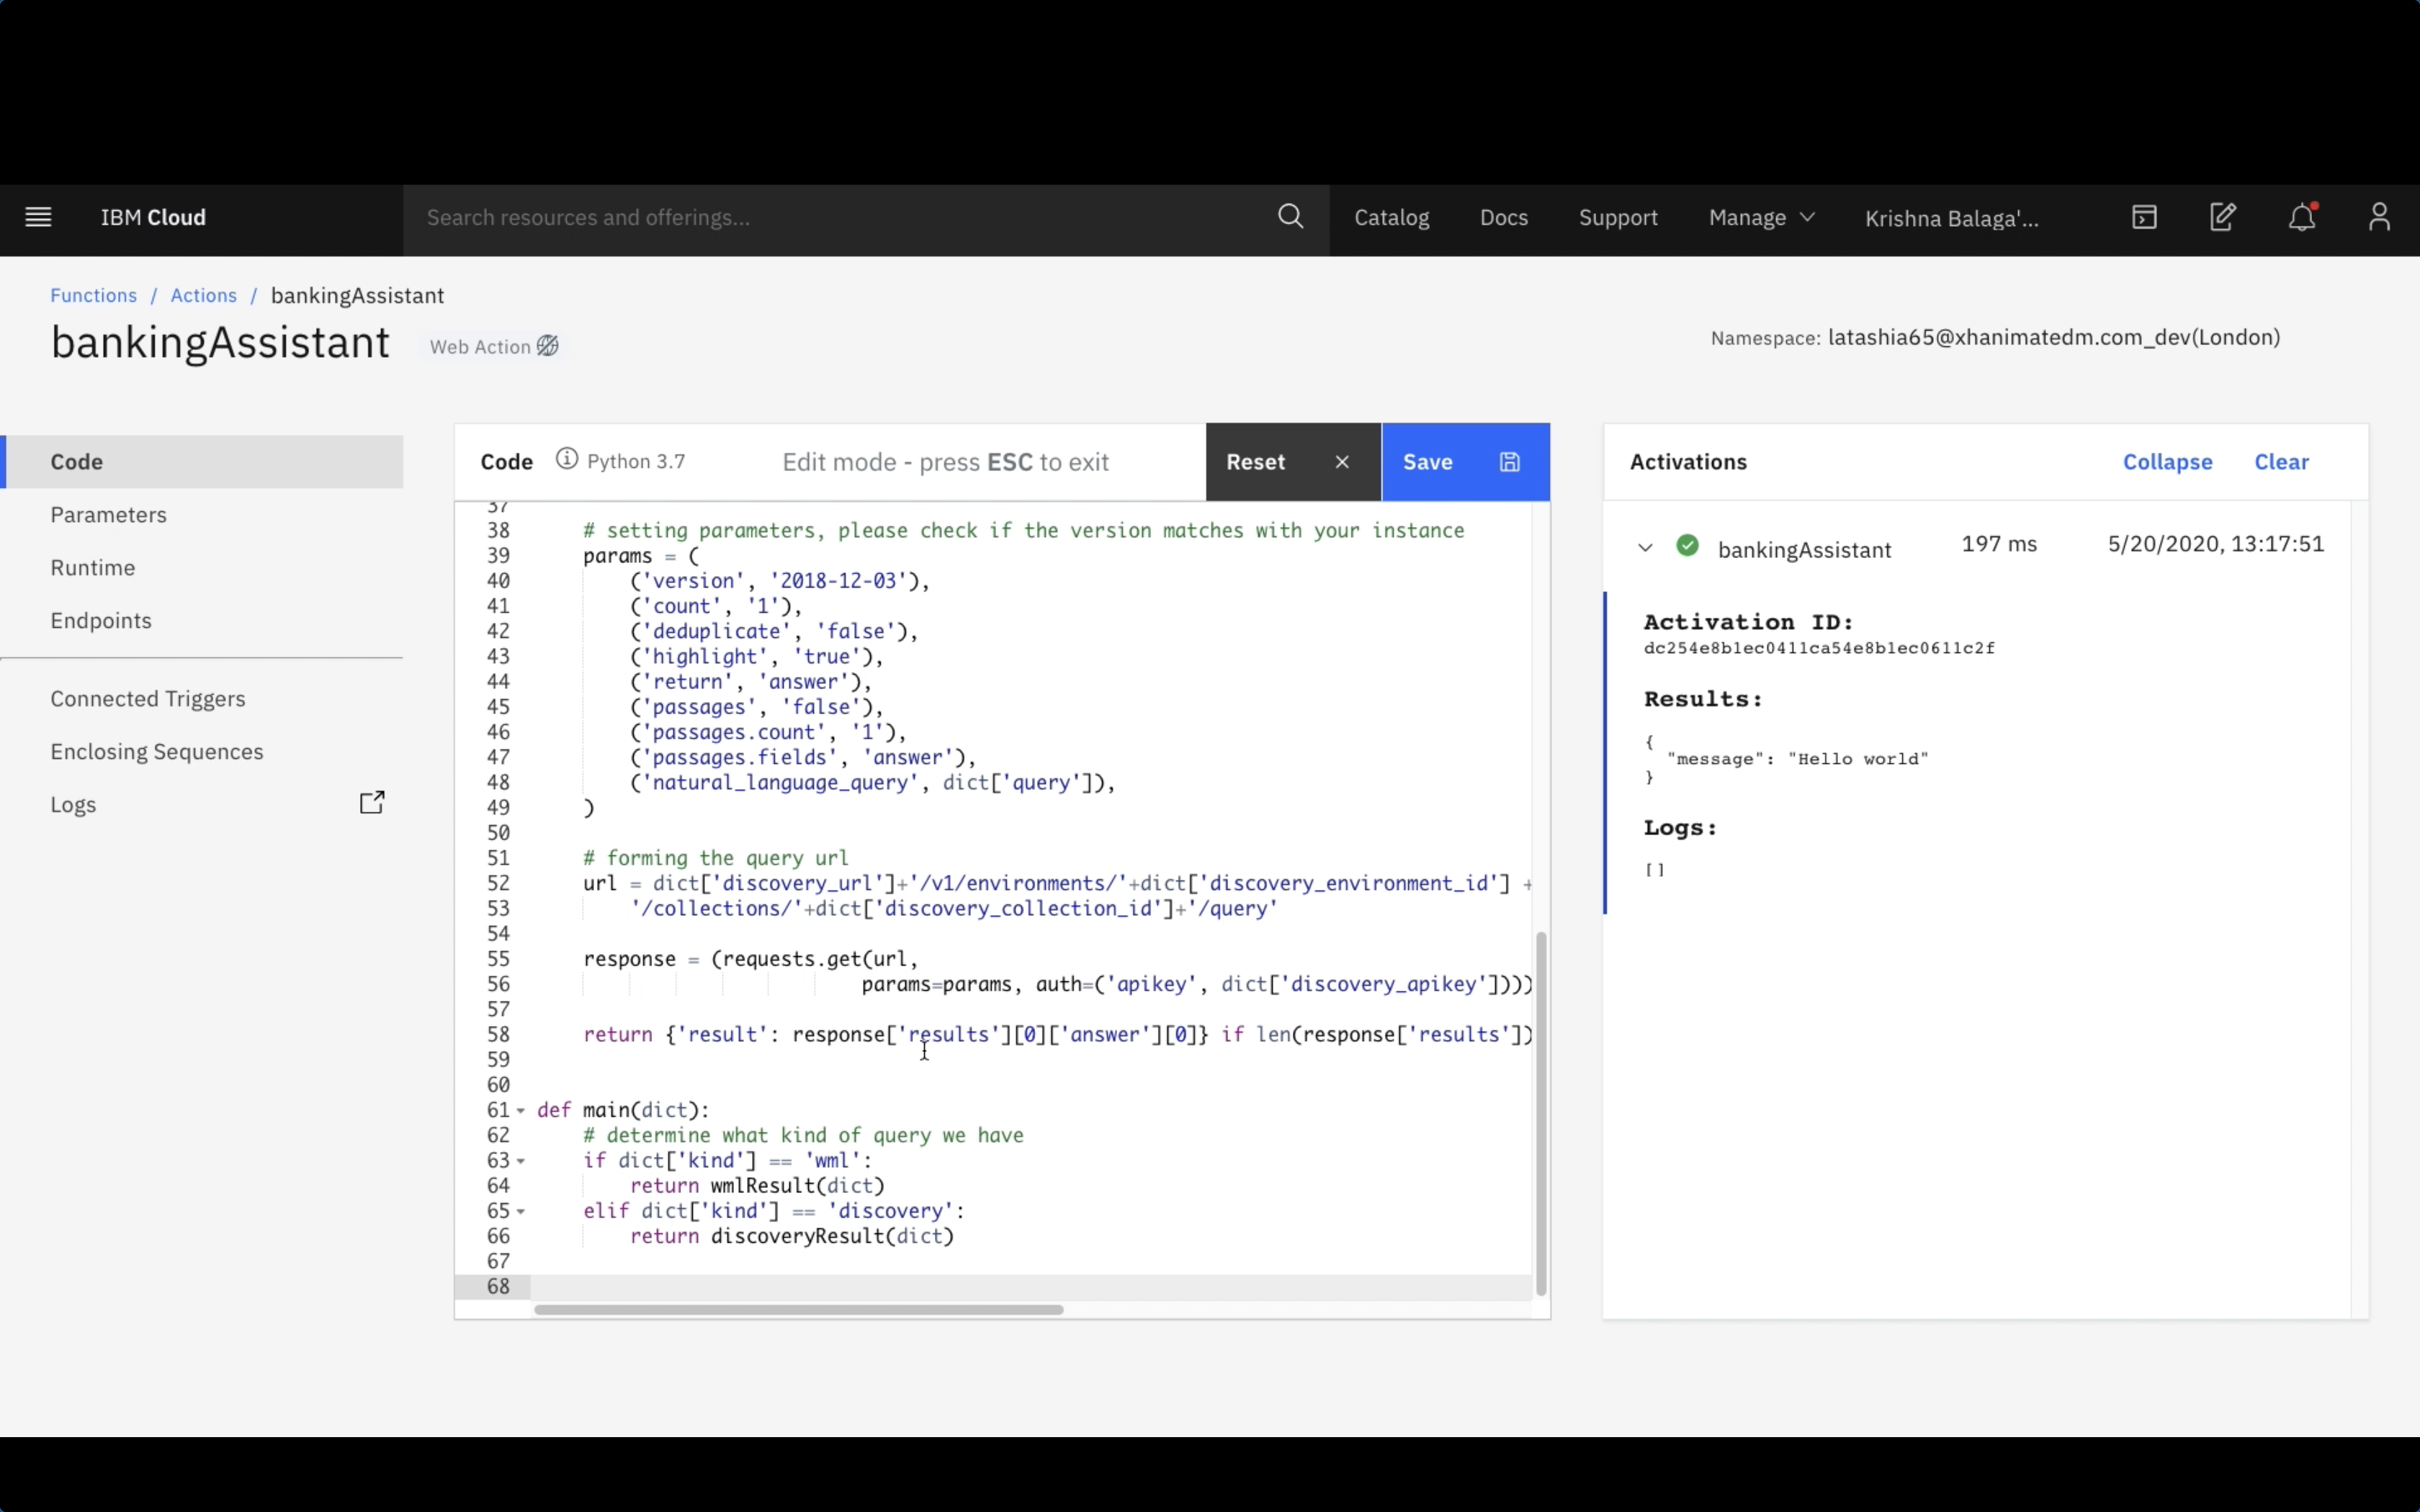 IBM Cloud
Search resources and offerings...
Catalog
Docs
Support
Manage
Krishna Balaga'...
Functions / Actions / bankingAssistant
bankingAssistant
Web Action
Namespace: latashia65@xhanimatedm.com_dev(London)
Code
Parameters
Runtime
Endpoints
Connected Triggers
Enclosing Sequences
Logs
Code
Python 3.7
Edit mode - press ESC to exit
Reset
Save
37
38 # setting parameters, please check if the version matches with your instance
39 params = (
40 ('version', '2018-12-03'),
41 ('count', '1'),
42 ('deduplicate', 'false'),
43 ('highlight', 'true'),
44 ('return', 'answer'),
45 ('passages', 'false'),
46 ('passages.count', '1'),
47 ('passages.fields', 'answer'),
48 ('natural_language_query', dict['query']),
49 )
50
51 # forming the query url
52 url = dict['discovery_url']+'/v1/environments/'+dict['discovery_environment_id'] +
53 '/collections/'+dict['discovery_collection_id']+'/query'
54
55 response = (requests.get(url,
56 params=params, auth=('apikey', dict['discovery_apikey'])))
57
58 return {'result': response['results'][0]['answer'][0]} if len(response['results'])
59
60
61 def main(dict):
62 # determine what kind of query we have
63 if dict['kind'] == 'wml':
64 return wmlResult(dict)
65 elif dict['kind'] == 'discovery':
66 return discoveryResult(dict)
67
68
Activations
Collapse
Clear
bankingAssistant
197 ms
5/20/2020, 13:17:51
Activation ID:
dc254e8b1ec0411ca54e8b1ec0611c2f
Results:
{
"message": "Hello world"
}
Logs:
[]